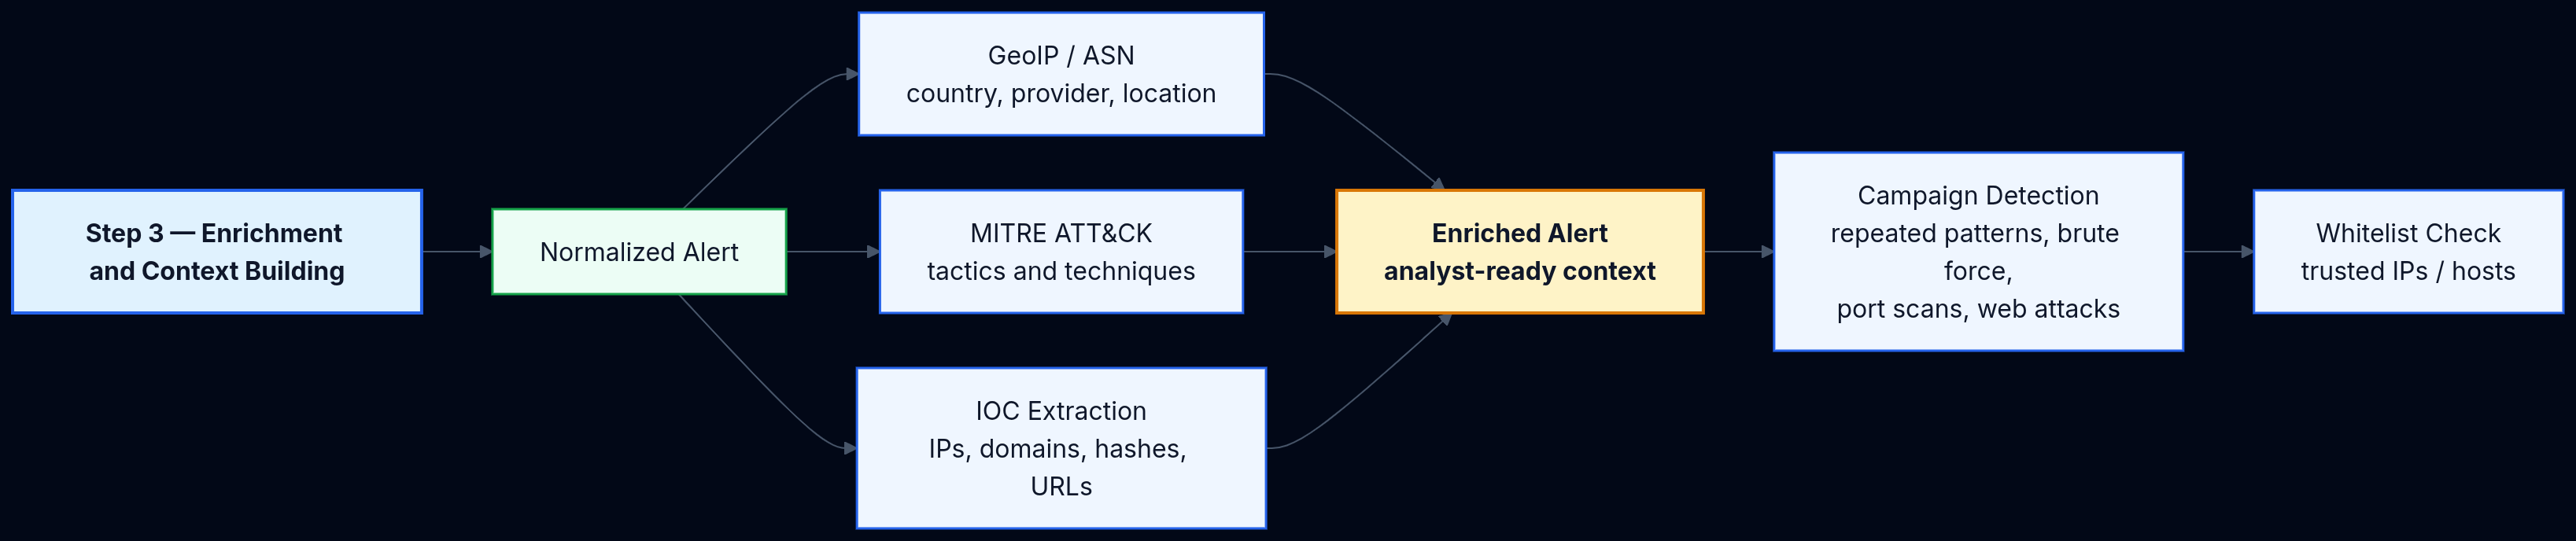 Step 3 — Enrichment
and Context Building
Normalized Alert
GeoIP / ASN
country, provider, location
MITRE ATT&CK
tactics and techniques
IOC Extraction
IPs, domains, hashes,
URLs
Enriched Alert
analyst-ready context
Campaign Detection
repeated patterns, brute
force,
port scans, web attacks
Whitelist Check
trusted IPs / hosts